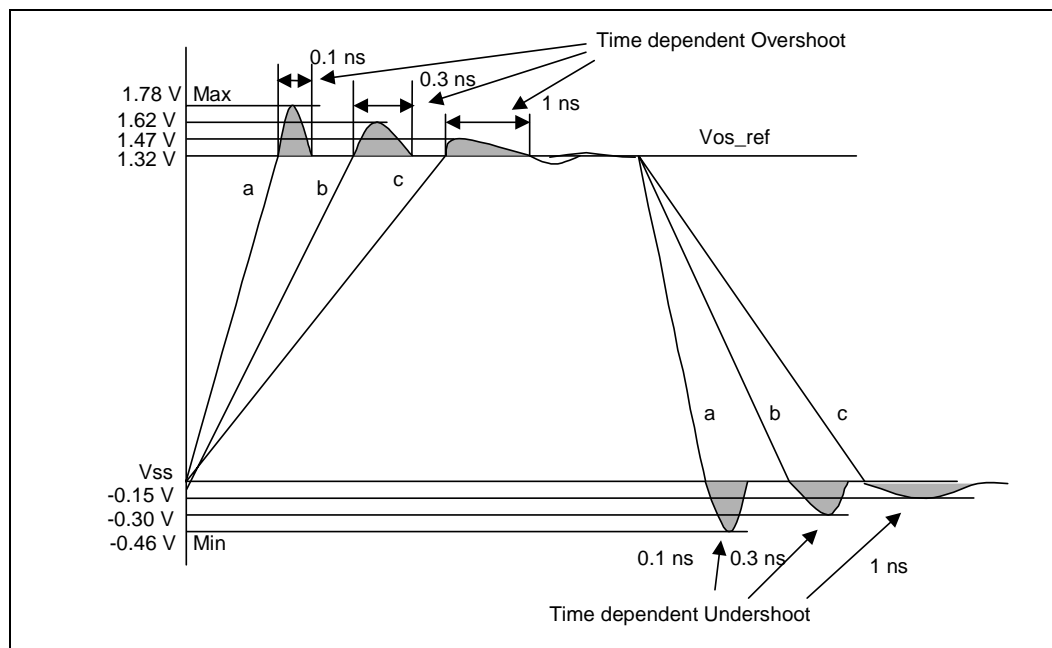 Time dependent Overshoot
0.1 ns
0.3 ns
1 ns
1.78 V Max
1.62 V
1.47 V
1.32 V
Vos_ref
a
b
c
a
b
c
Vss
-0.15 V
-0.30 V
-0.46 V Min
0.1 ns
0.3 ns
1 ns
Time dependent Undershoot